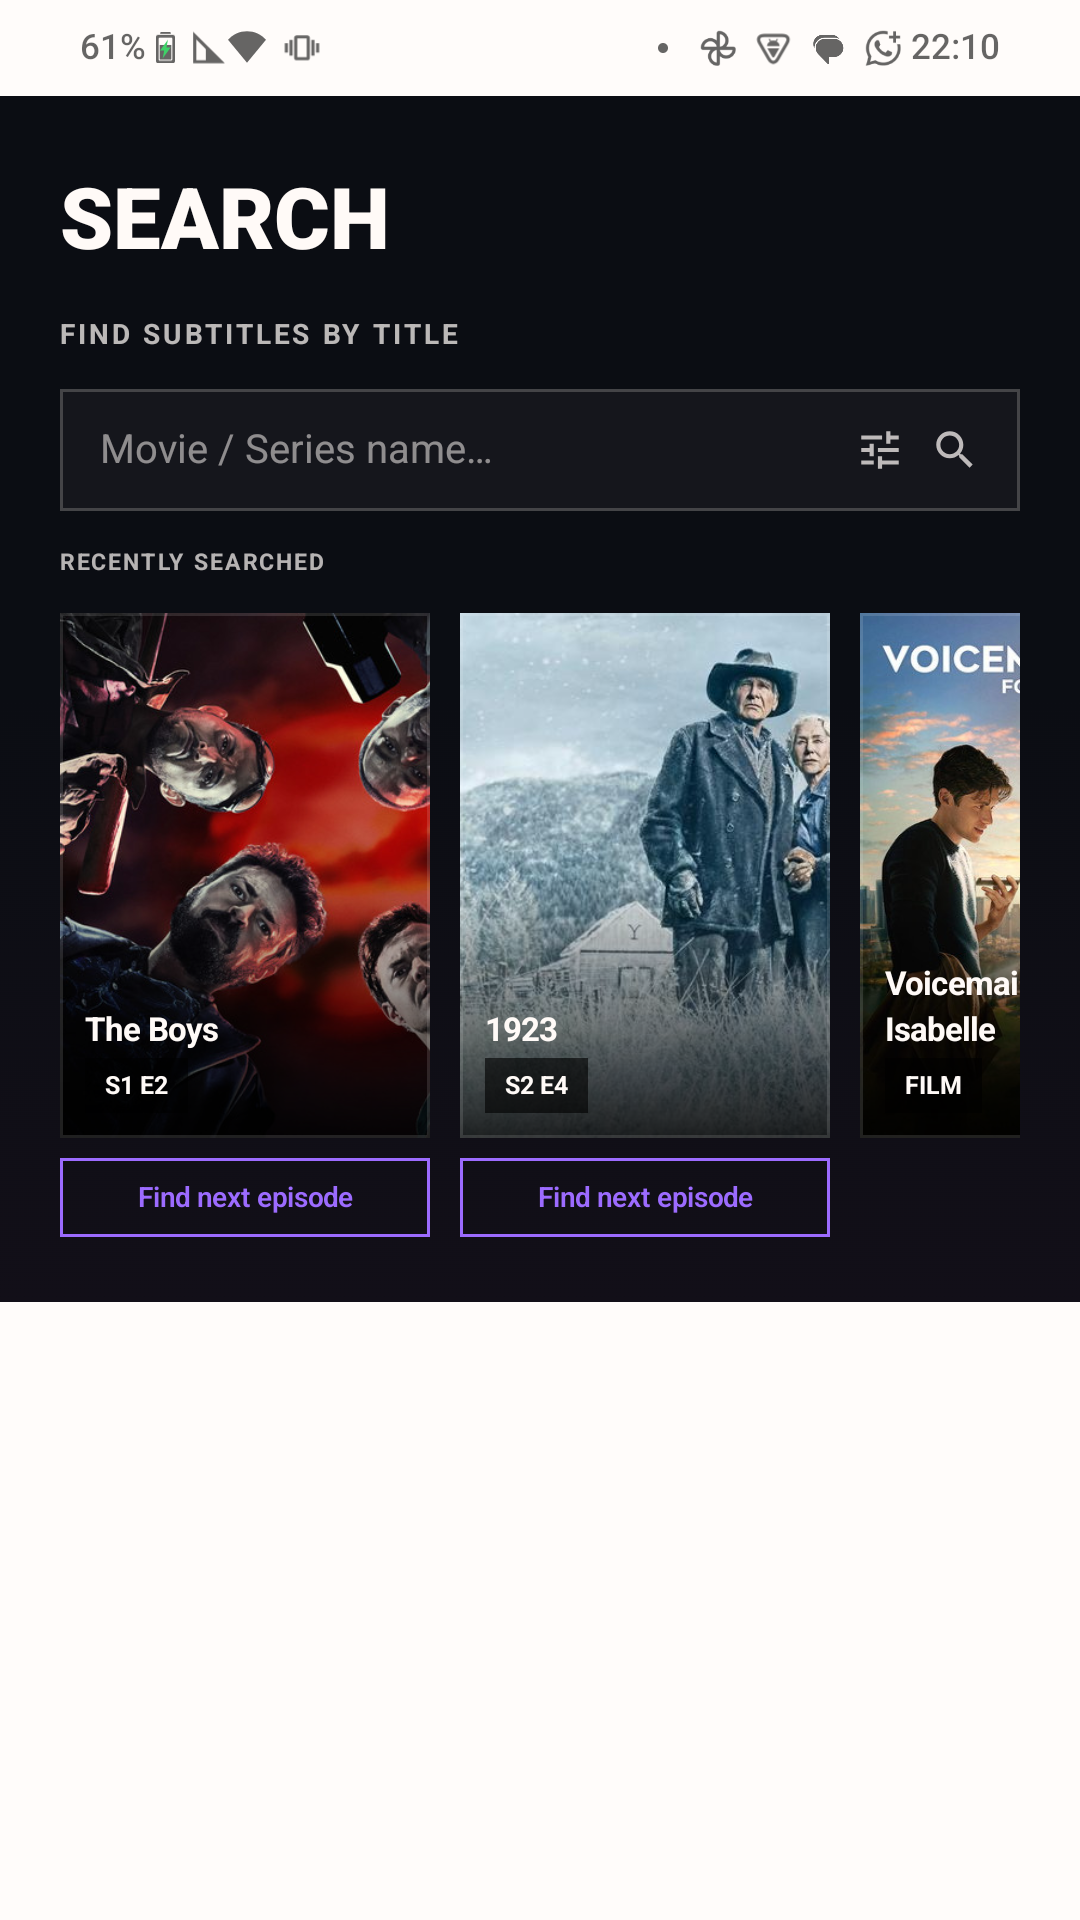 61%
22:10
SEARCH
FIND SUBTITLES BY TITLE
Movie / Series name...
RECENTLY SEARCHED
The Boys
S1 E2
Find next episode
1923
S2 E4
Find next episode
Isabelle
FILM